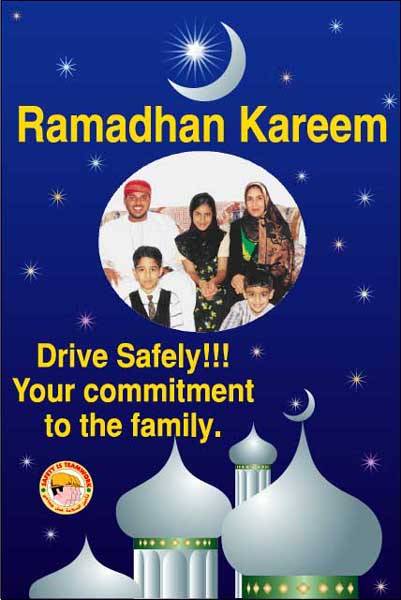 Ramadhan Kareem
Drive Safely!!!
Your commitment
to the family.
SAFETY IS TEAMWORK